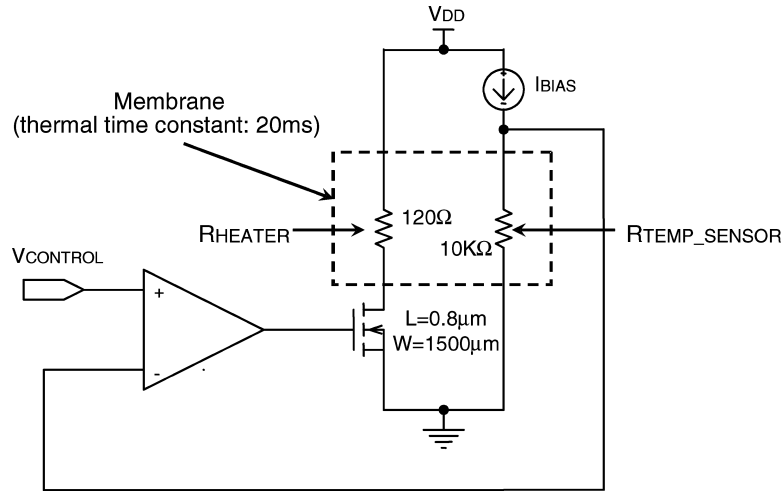 VDD
IBIAS
Membrane
(thermal time constant: 20ms)
120Ω
RHEATER
10KΩ
RTEMP_SENSOR
VCONTROL
+
-
L=0.8µm
W=1500µm